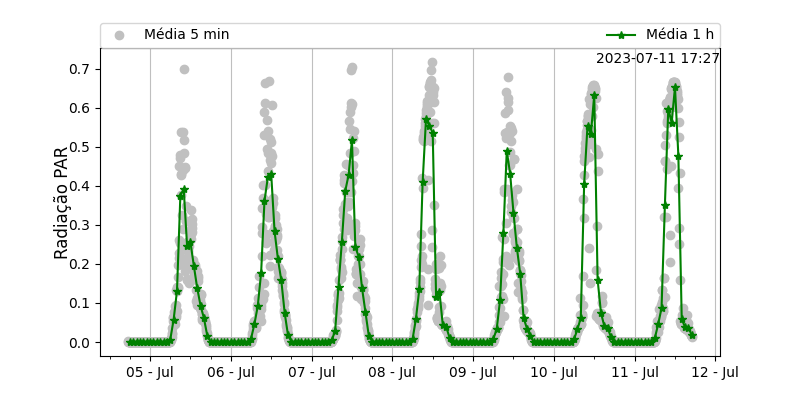 Média 5 min
Média 1 h
2023-07-11 17:27
Radiação PAR
0.7
0.6
0.5
0.4
0.3
0.2
0.1
0.0
05 - Jul
06 - Jul
07 - Jul
08 - Jul
09 - Jul
10 - Jul
11 - Jul
12 - Jul